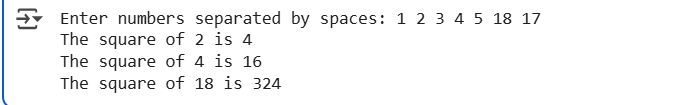 Enter numbers separated by spaces: 1 2 3 4 5 18 17
The square of 2 is 4
The square of 4 is 16
The square of 18 is 324